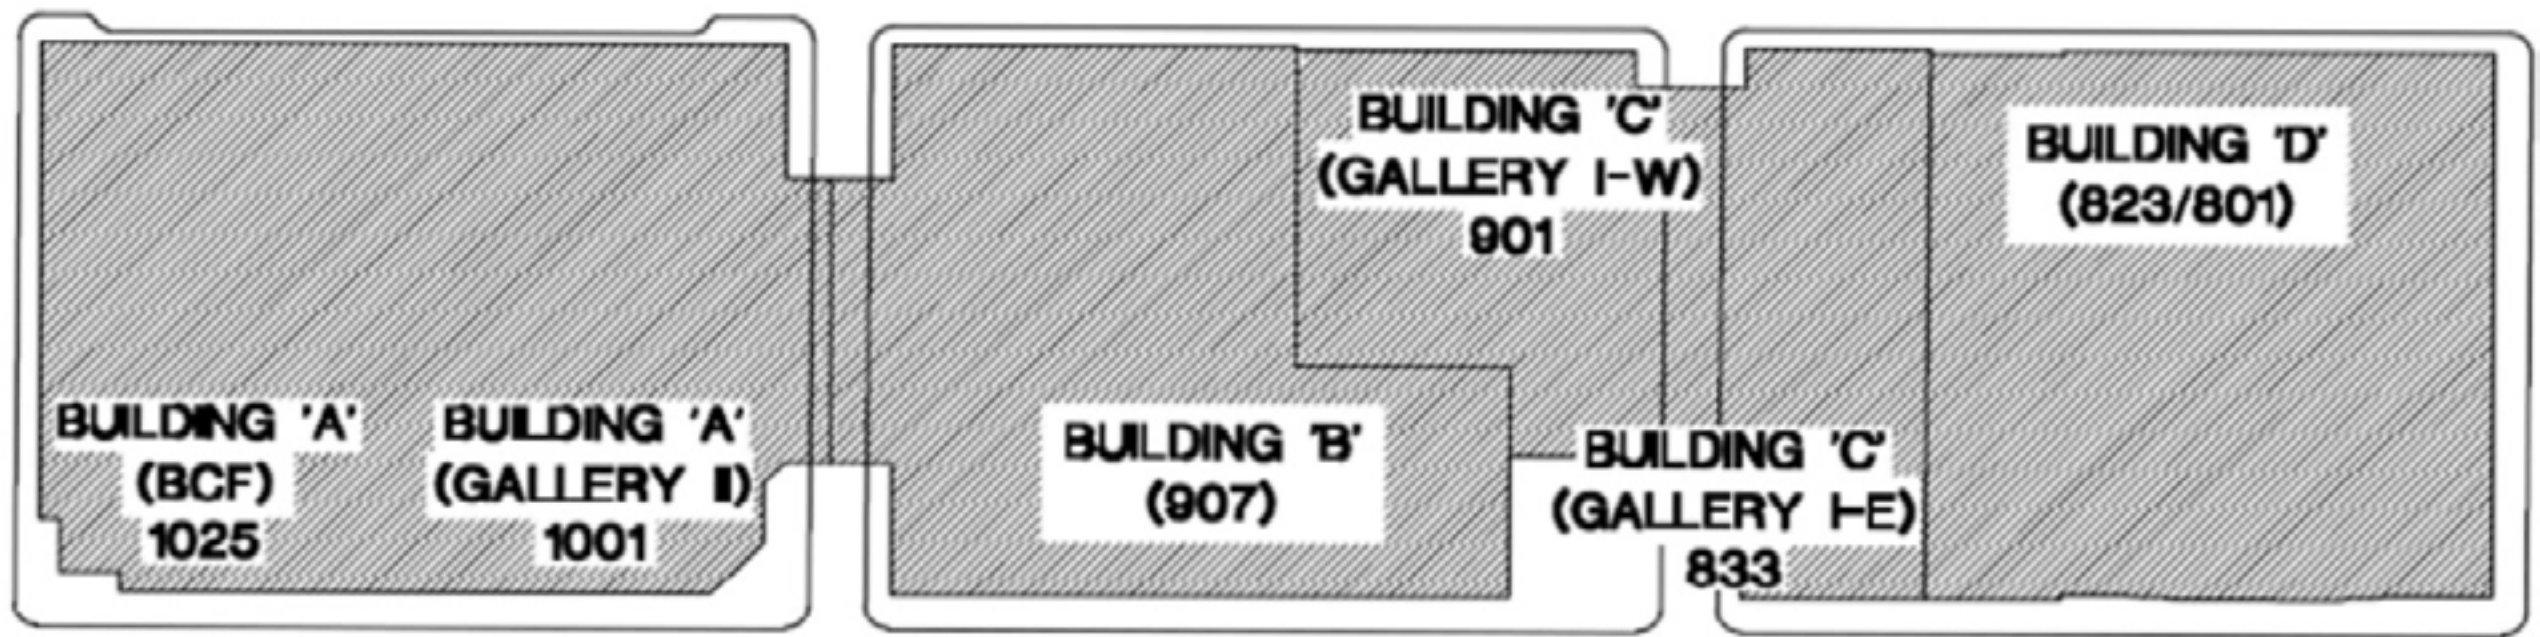 BUILDING 'A'
(BCF)
1025
BUILDING 'A'
(GALLERY II)
1001
BUILDING 'B'
(907)
BUILDING 'C'
(GALLERY I-W)
901
BUILDING 'C'
(GALLERY I-E)
833
BUILDING 'D'
(823/801)